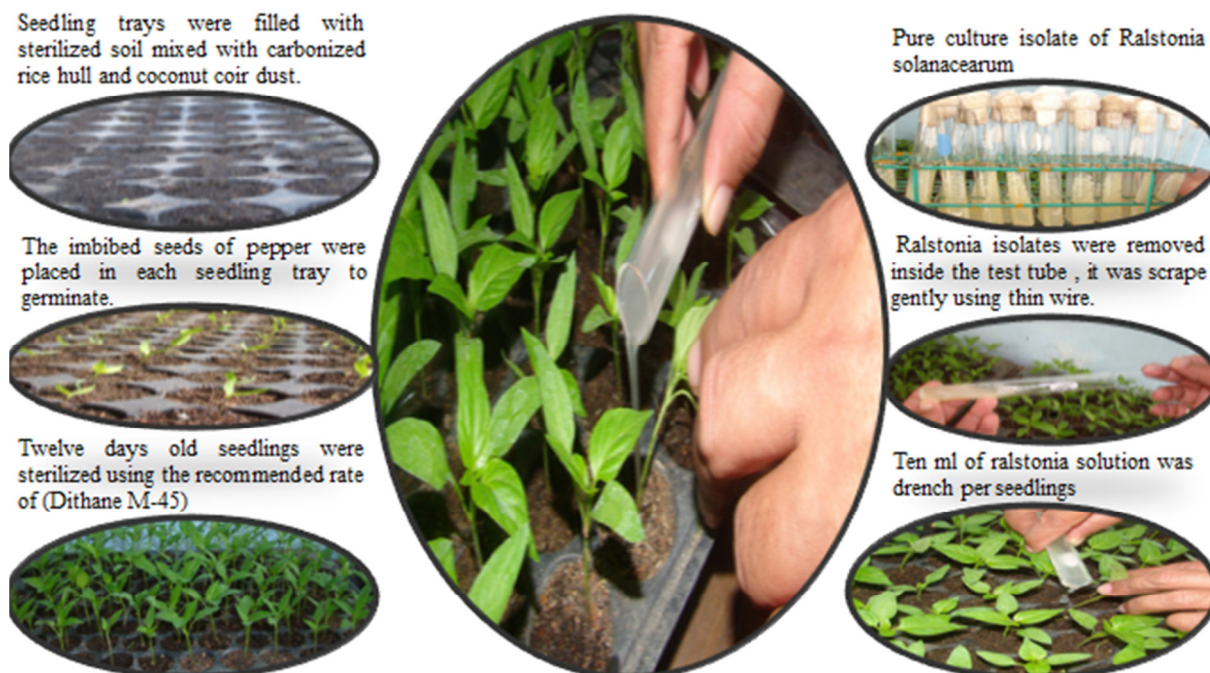 Seedling trays were filled with
sterilized soil mixed with carbonized
rice hull and coconut coir dust.
The imbibed seeds of pepper were
placed in each seedling tray to
germinate.
Twelve days old seedlings were
sterilized using the recommended rate
of (Dithane M-45)
Pure culture isolate of Ralstonia
solanacearum
Ralstonia isolates were removed
inside the test tube , it was scrape
gently using thin wire.
Ten ml of ralstonia solution was
drench per seedlings